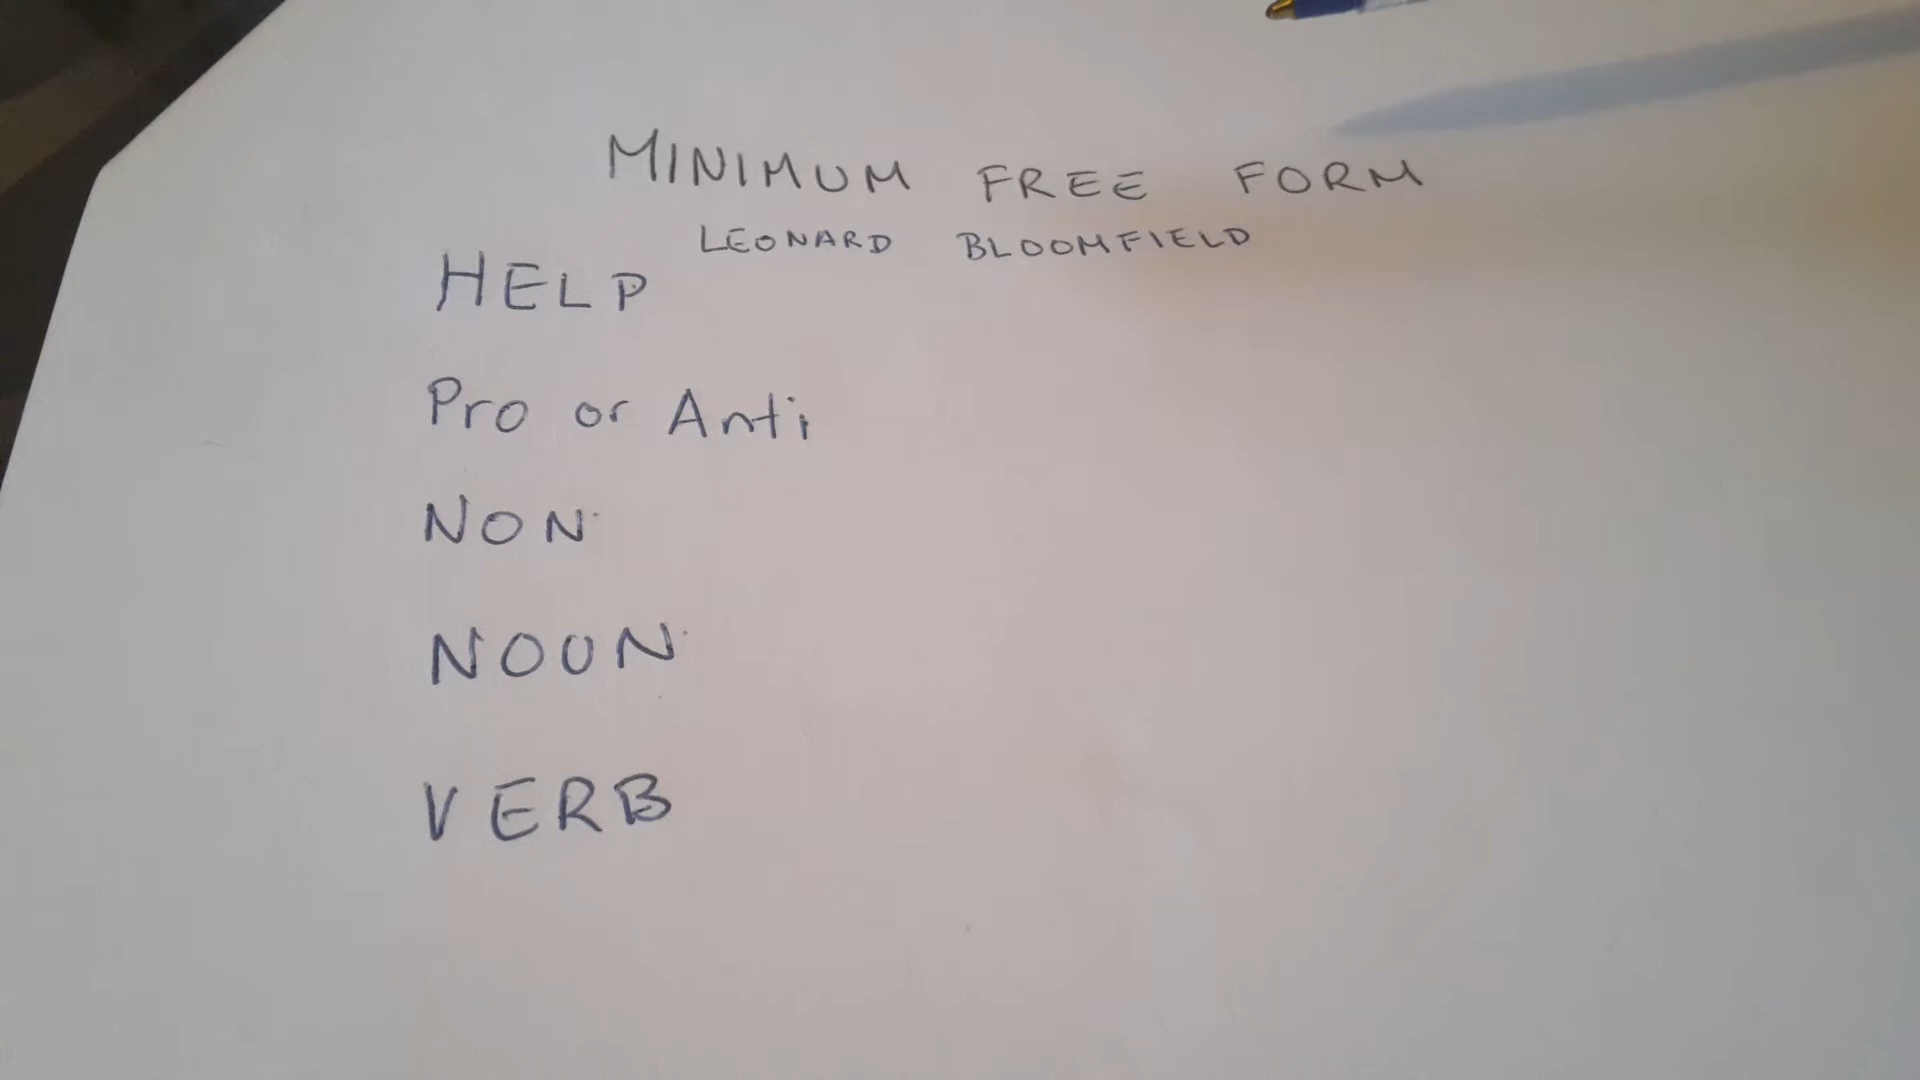 MINIMUM FREE FORM
LEONARD BLOOMFIELD
HELP
Pro or Anti
NON
NOUN
VERB